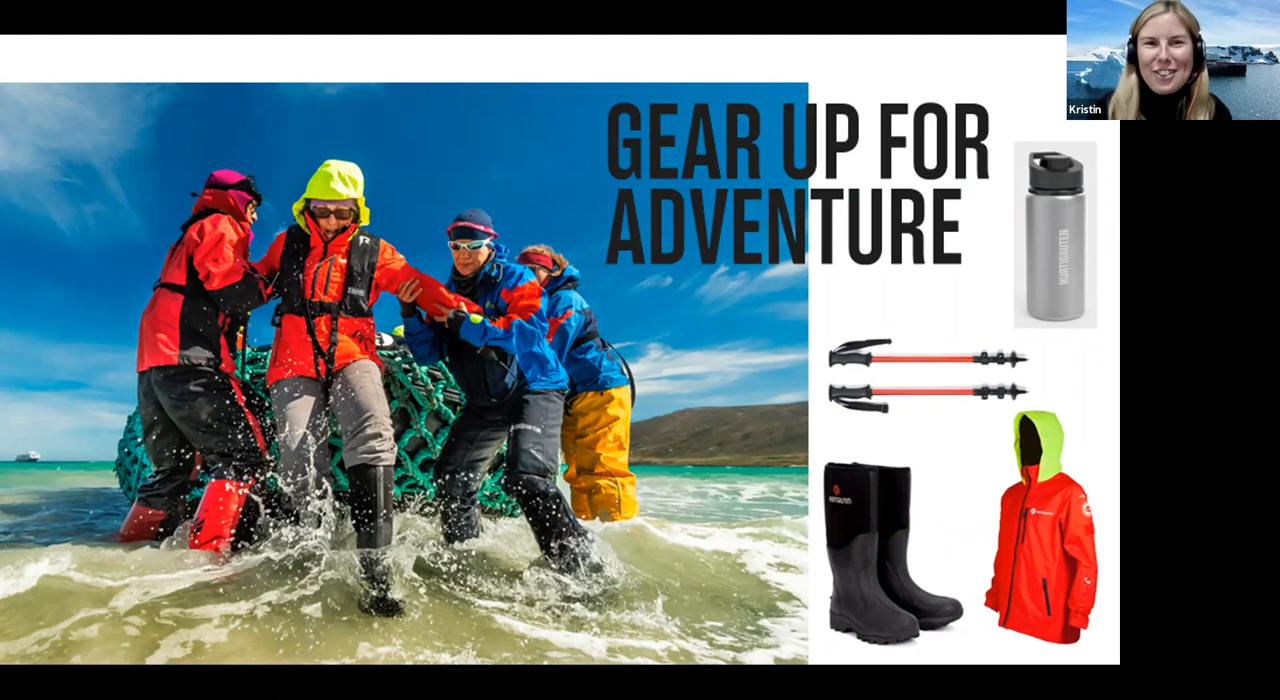 GEAR UP FOR
ADVENTURE
Kristin
HURTIGRUTEN
HURTIGRUTEN